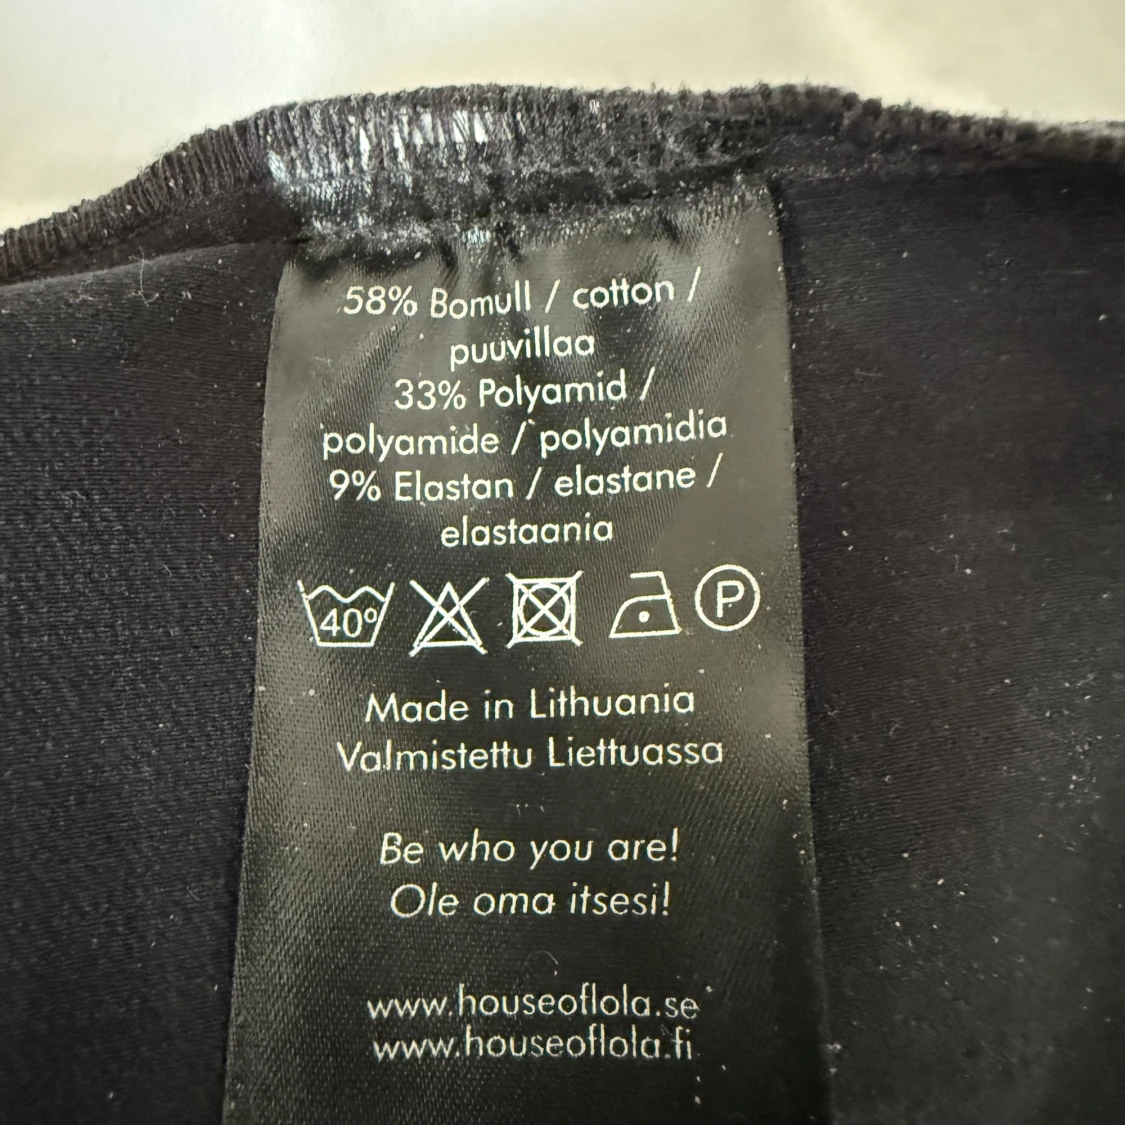 58% Bomull / cotton /
puuvillaa
33% Polyamid /
polyamide / polyamidia
9% Elastan / elastane /
elastaania
40° P
Made in Lithuania
Valmistettu Liettuassa
Be who you are!
Ole oma itsesi!
www.houseoflola.se
www.houseoflola.fi